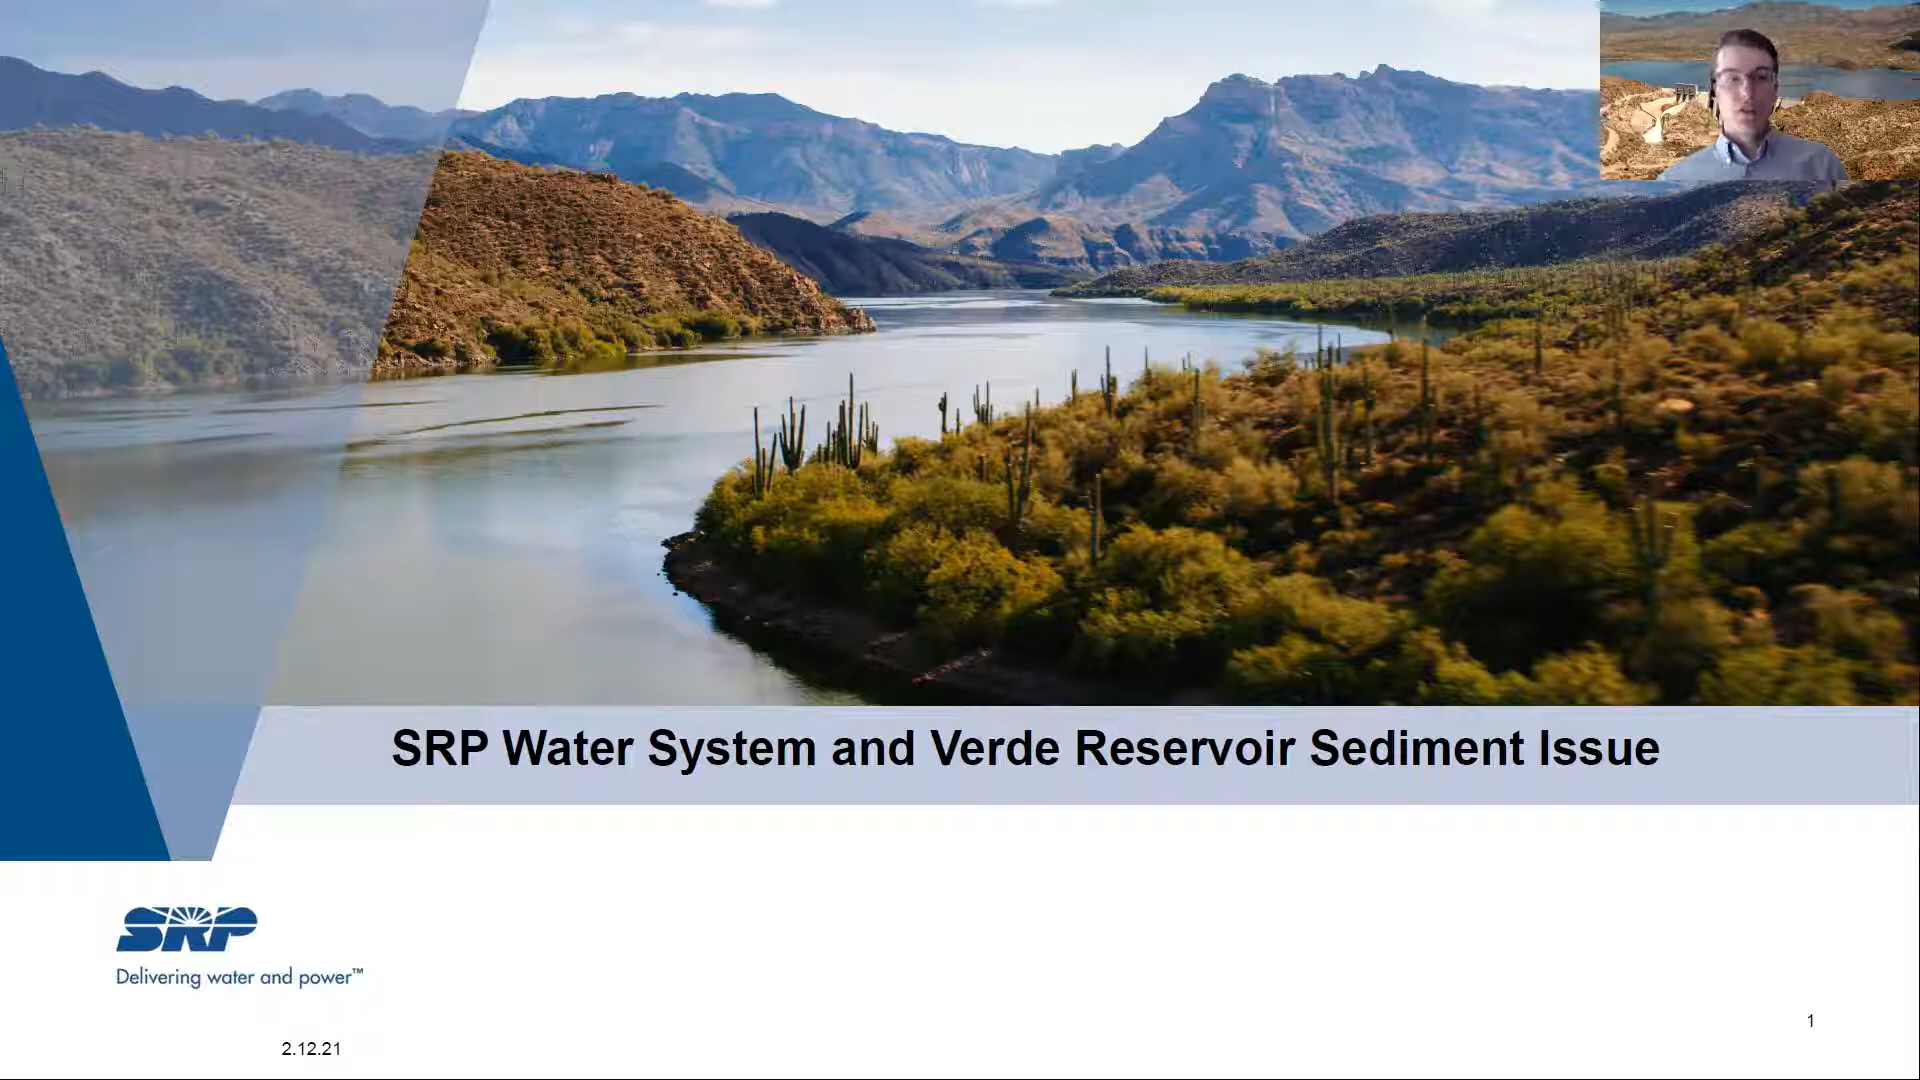 SRP Water System and Verde Reservoir Sediment Issue
SRP
Delivering water and power™
1
2.12.21